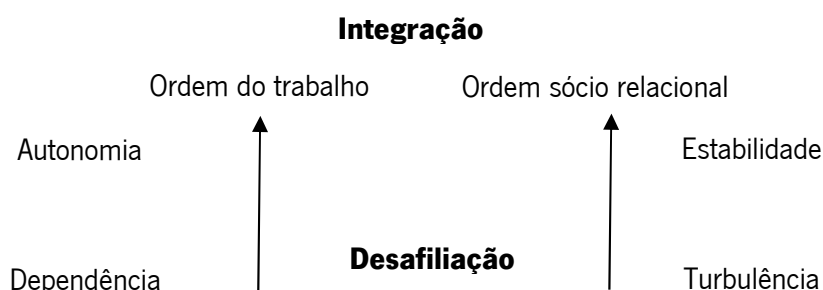 Integração
Ordem do trabalho Ordem sócio relacional
Autonomia Estabilidade
Desafiliação
Dependência Turbulência